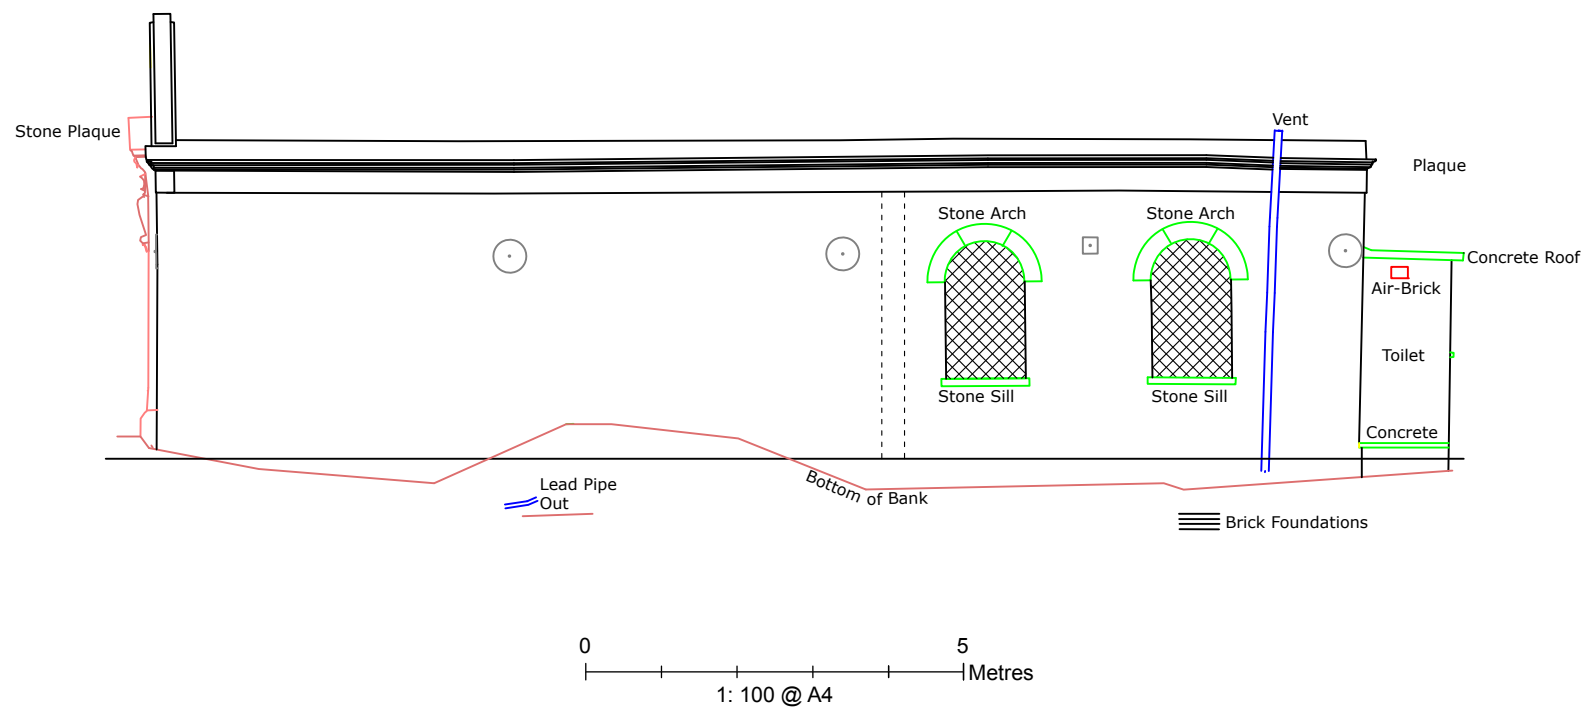 Vent
Stone Plaque
Plaque
Stone Arch
Stone Arch
Concrete Roof
Air-Brick
Toilet
Stone Sill
Stone Sill
Concrete
Lead Pipe
Out
Bottom of Bank
Brick Foundations
0 5
Metres
1: 100 @ A4